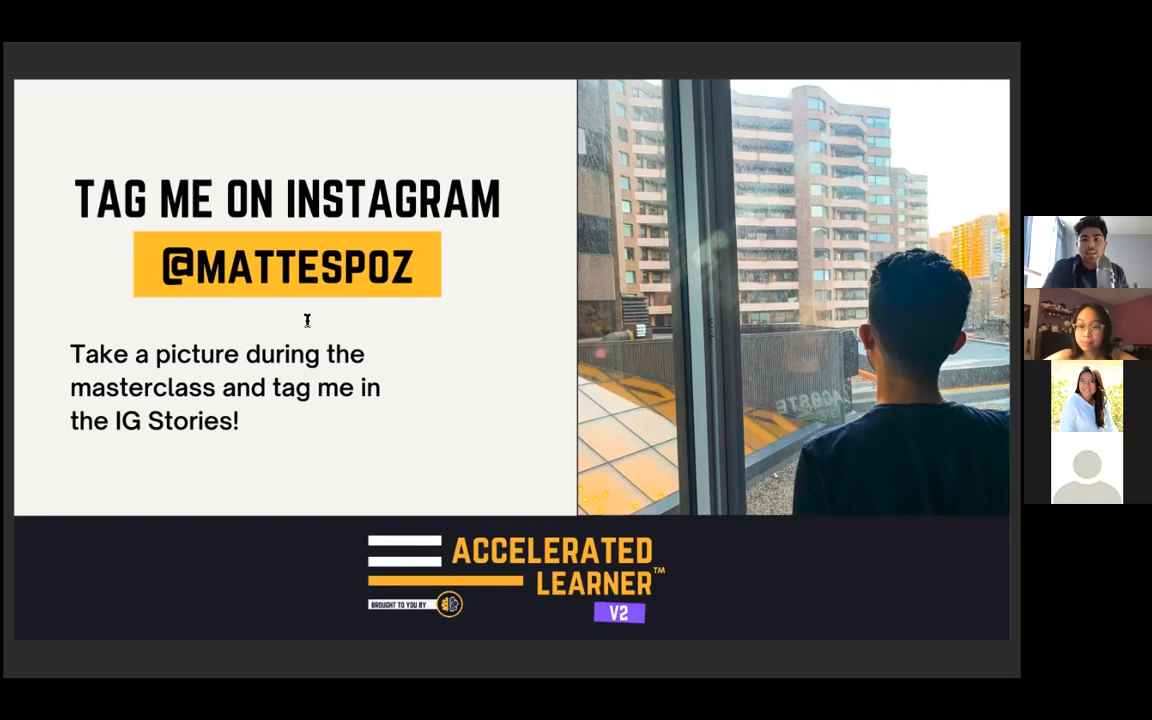 TAG ME ON INSTAGRAM
@MATTESPOZ
Take a picture during the
masterclass and tag me in
the IG Stories!
LACOSTE
ACCELERATED
LEARNER™
BROUGHT TO YOU BY
V2